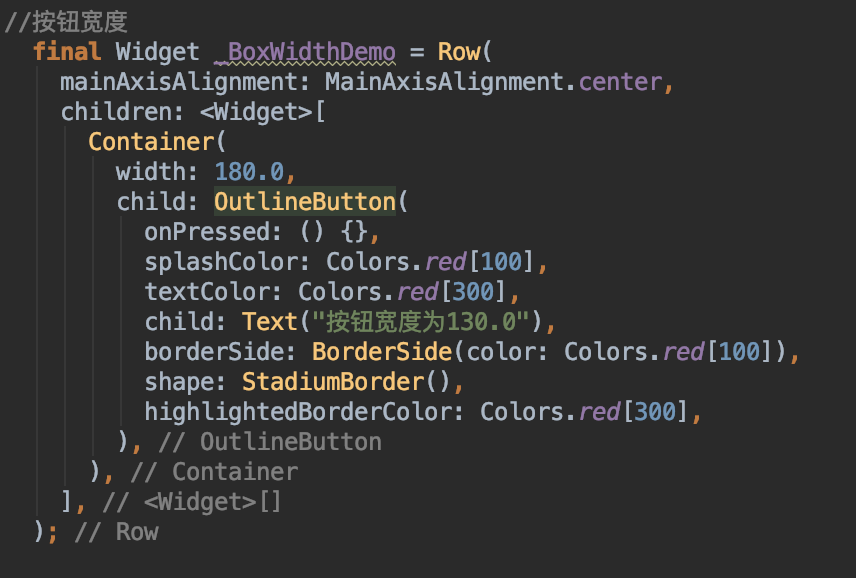 //按钮宽度
final Widget _BoxWidthDemo = Row(
mainAxisAlignment: MainAxisAlignment.center,
children: <Widget>[
Container(
width: 180.0,
child: OutlineButton(
onPressed: () {},
splashColor: Colors.red[100],
textColor: Colors.red[300],
child: Text("按钮宽度为130.0"),
borderSide: BorderSide(color: Colors.red[100]),
shape: StadiumBorder(),
highlightedBorderColor: Colors.red[300],
), // OutlineButton
), // Container
], // <Widget>[]
); // Row